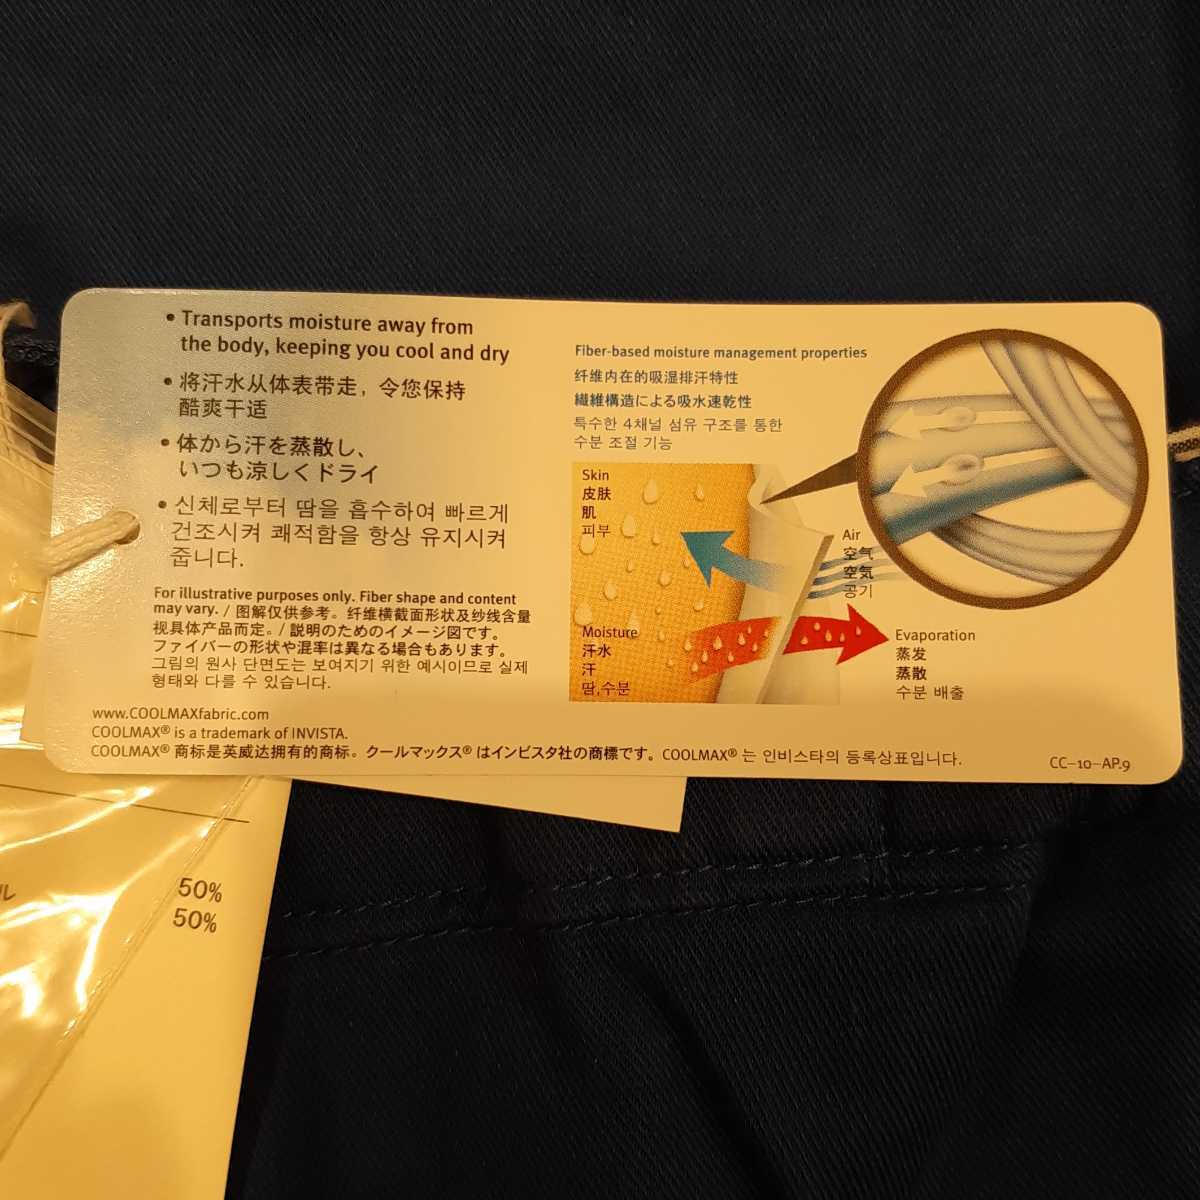 • Transports moisture away from
the body, keeping you cool and dry
• 将汗水从体表带走，令您保持
酷爽干适
• 体から汗を蒸散し、
いつも涼しくドライ
• 신체로부터 땀을 흡수하여 빠르게
건조시켜 쾌적함을 항상 유지시켜
줍니다.
For illustrative purposes only. Fiber shape and content
may vary. / 图解仅供参考。纤维横截面形状及纱线含量
视具体产品而定。/ 説明のためのイメージ図です。
ファイバーの形状や混率は異なる場合もあります。
그림의 원사 단면도는 보여지기 위한 예시이므로 실제
형태와 다를 수 있습니다.
Fiber-based moisture management properties
纤维内在的吸湿排汗特性
繊維構造による吸水速乾性
특수한 4채널 섬유 구조를 통한
수분 조절 기능
Skin
皮肤
肌
피부
Air
空气
空気
공기
Moisture
汗水
汗
땀,수분
Evaporation
蒸发
蒸散
수분 배출
www.COOLMAXfabric.com
COOLMAX® is a trademark of INVISTA.
COOLMAX® 商标是英威达拥有的商标。クールマックス® はインビスタ社の商標です。COOLMAX® 는 인비스타의 등록상표입니다.
CC-10-AP.9
ル 50%
50%